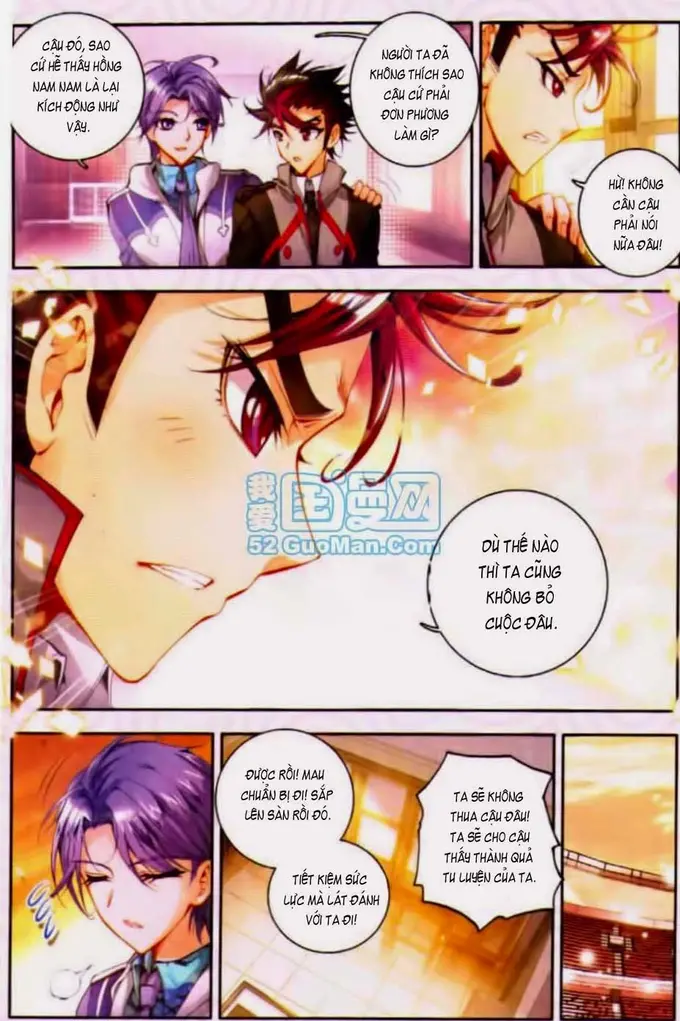 CẬU ĐÓ, SAO
CỨ HỄ THẤY HỒNG
NAM NAM LÀ LẠI
KÍCH ĐỘNG NHƯ
VẬY.
NGƯỜI TA ĐÃ
KHÔNG THÍCH SAO
CẬU CỨ PHẢI
ĐƠN PHƯƠNG
LÀM GÌ?
HỪ! KHÔNG
CẦN CẬU
PHẢI NÓI
NỮA ĐÂU!
我爱国漫网
52 GuoMan.Com
DÙ THẾ NÀO
THÌ TA CŨNG
KHÔNG BỎ
CUỘC ĐÂU.
ĐƯỢC RỒI! MAU
CHUẨN BỊ ĐI! SẮP
LÊN SÀN RỒI ĐÓ.
TIẾT KIỆM SỨC
LỰC MÀ LÁT ĐÁNH
VỚI TA ĐI!
TA SẼ KHÔNG
THUA CẬU ĐÂU!
TA SẼ CHO CẬU
THẤY THÀNH QUẢ
TU LUYỆN CỦA TA.